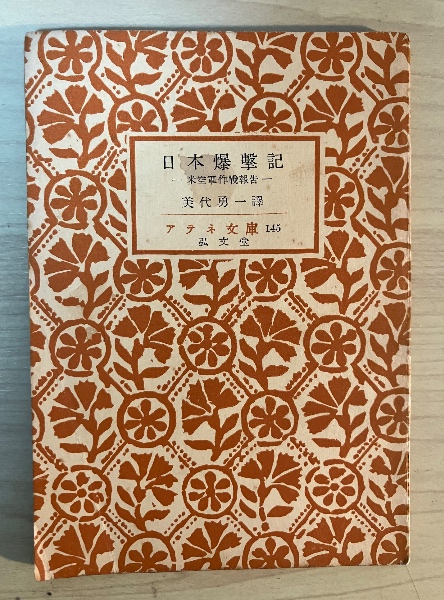 日本爆撃記
―米空軍作戦報告―
美代勇一譯
アテネ文庫 145
弘文堂